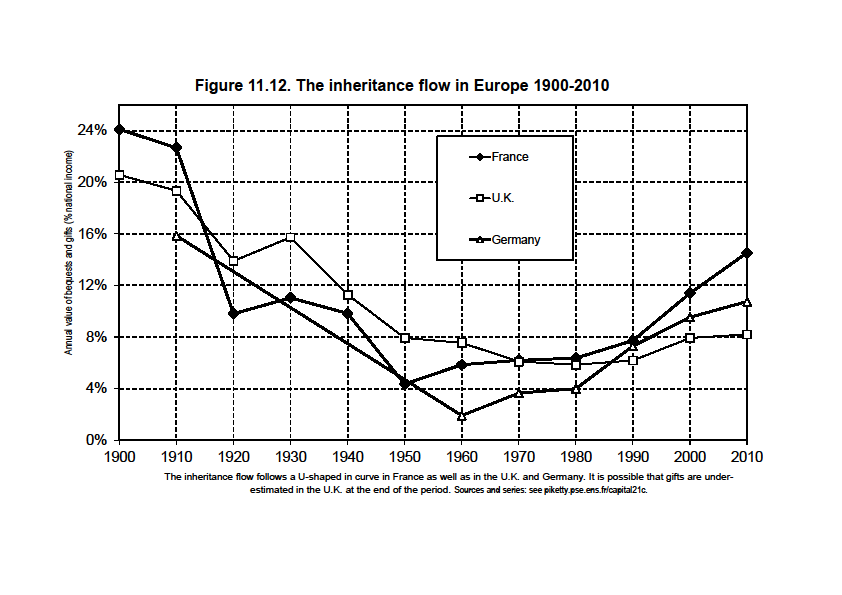 Figure 11.12. The inheritance flow in Europe 1900-2010
Annual value of bequests and gifts (% national income)
24%
20%
16%
12%
8%
4%
0%
France
U.K.
Germany
1900 1910 1920 1930 1940 1950 1960 1970 1980 1990 2000 2010
The inheritance flow follows a U-shaped in curve in France as well as in the U.K. and Germany. It is possible that gifts are under-
estimated in the U.K. at the end of the period. Sources and series: see piketty.pse.ens.fr/capital21c.